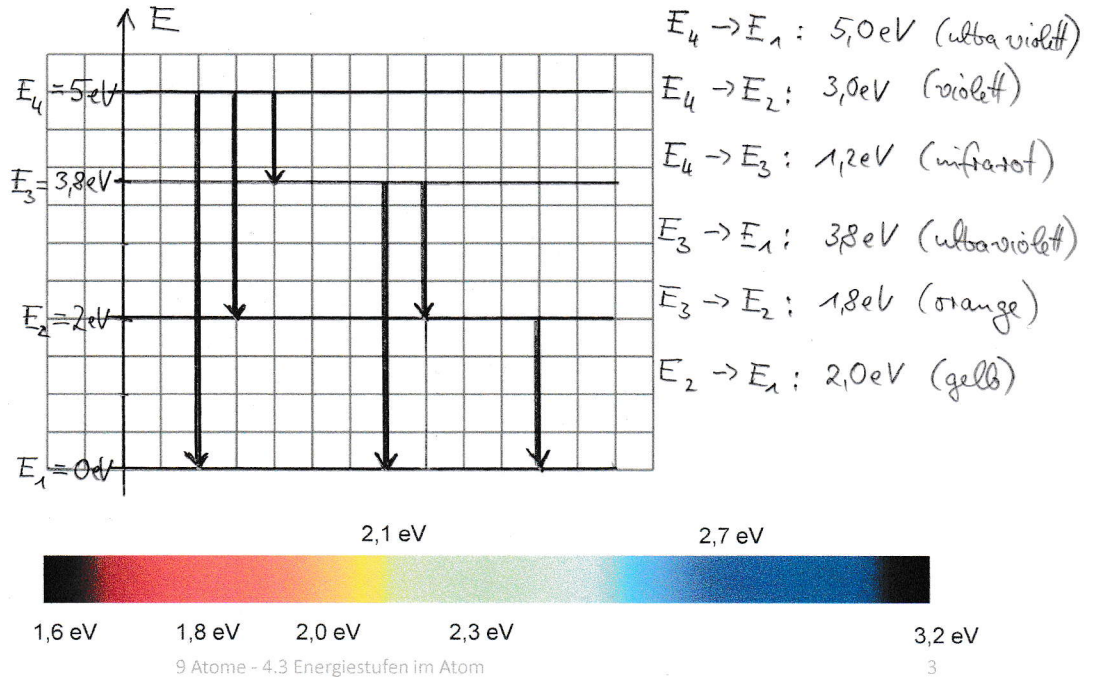 E
E₄ = 5eV
E₃ = 3,8eV
E₂ = 2eV
E₁ = 0eV
E₄ → E₁ : 5,0eV (ultraviolett)
E₄ → E₂ : 3,0eV (violett)
E₄ → E₃ : 1,2eV (infrarot)
E₃ → E₁ : 3,8eV (ultraviolett)
E₃ → E₂ : 1,8eV (orange)
E₂ → E₁ : 2,0eV (gelb)
2,1 eV 2,7 eV
1,6 eV 1,8 eV 2,0 eV 2,3 eV 3,2 eV
9 Atome - 4.3 Energiestufen im Atom 3